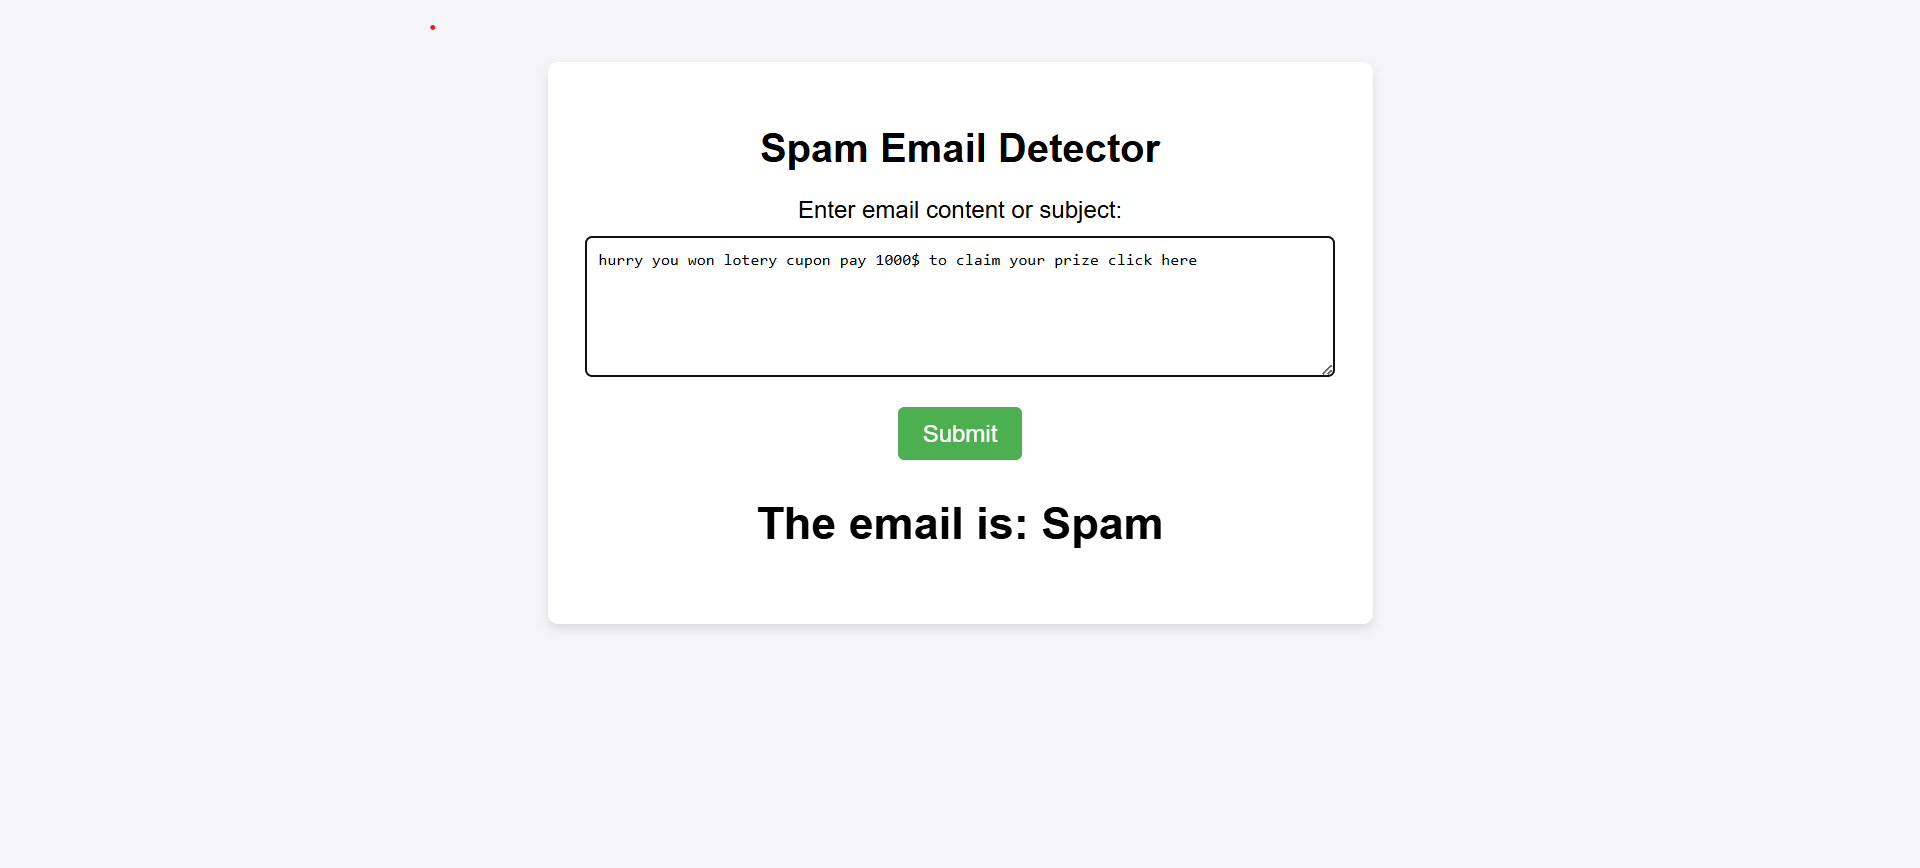 Spam Email Detector
Enter email content or subject:
hurry you won lotery cupon pay 1000$ to claim your prize click here
Submit
The email is: Spam